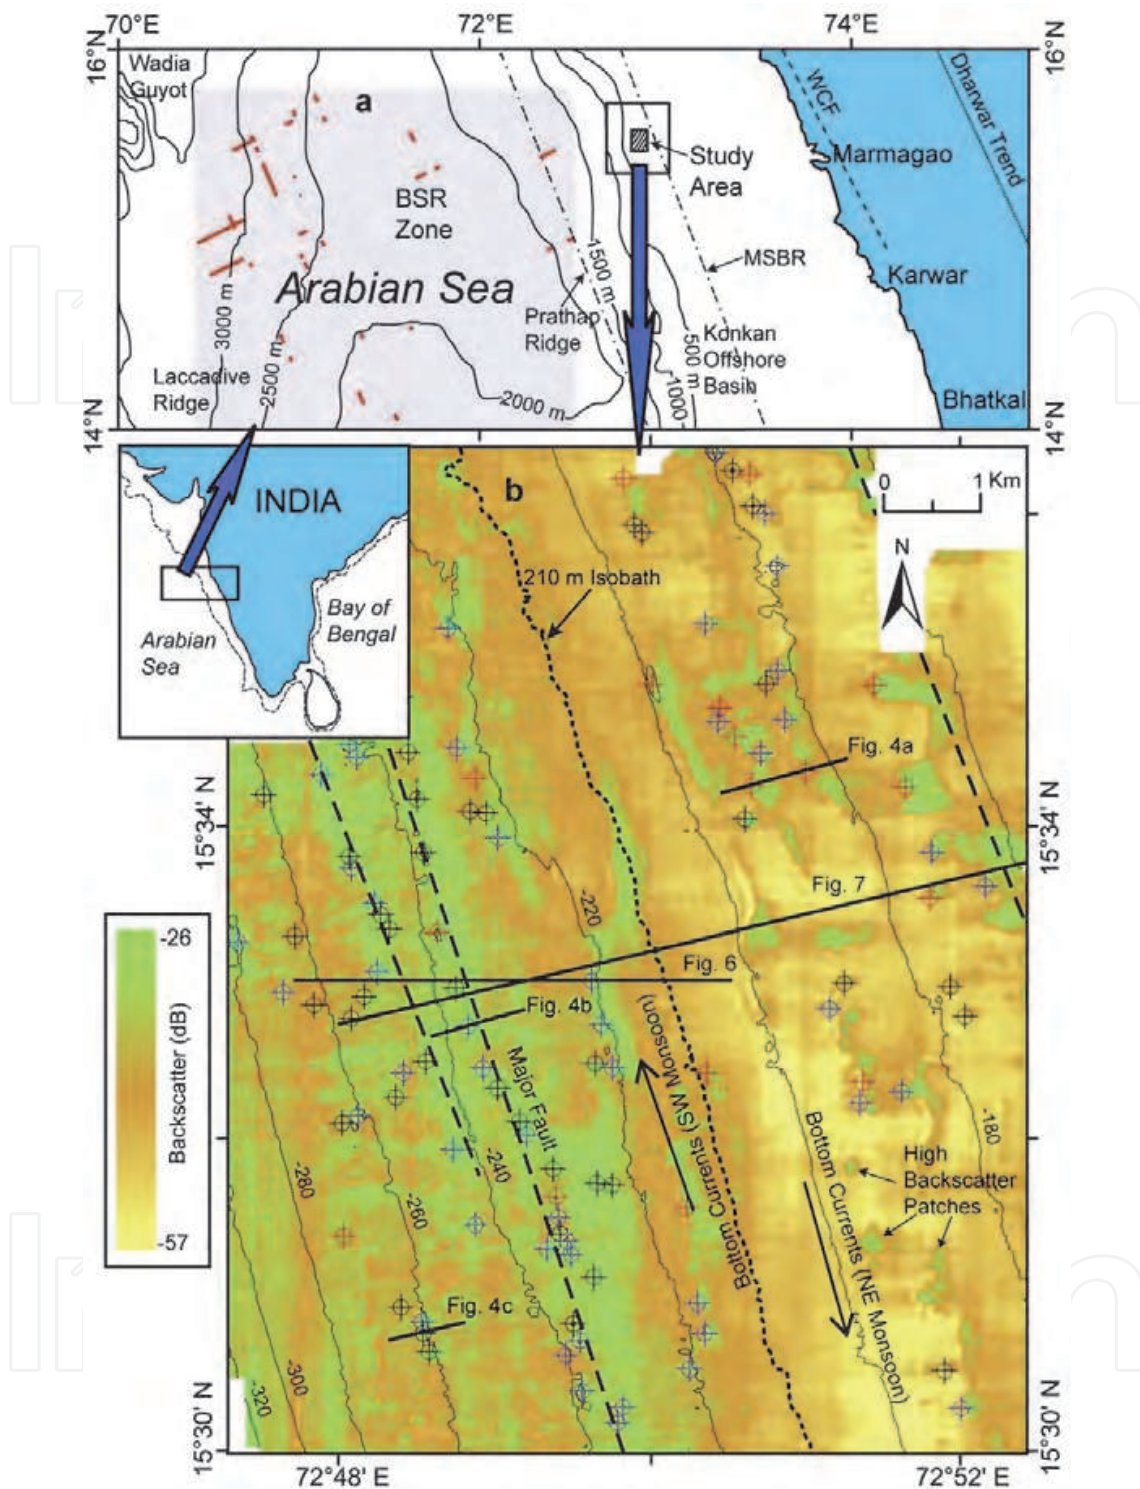 70°E
72°E
74°E
16°N
16°N
Wadia
Guyot
a
WCF
Dharwar Trend
Study
Area
Marmagao
BSR
Zone
1500 m
MSBR
Karwar
Arabian Sea
3000 m
Prathap
Ridge
500 m
Konkan
Offshore
Basin
Laccadive
Ridge
2500 m
2000 m
1000
Bhatkal
14°N
14°N
INDIA
Bay of
Bengal
Arabian
Sea
b
0
1 Km
N
210 m Isobath
Fig. 4a
15°34' N
15°34' N
Fig. 7
-220
Fig. 6
Fig. 4b
-26
Backscatter (dB)
-57
Major Fault
Bottom Currents (SW Monsoon)
Bottom Currents (NE Monsoon)
-180
High
Backscatter
Patches
-240
-280
-260
Fig. 4c
-300
-320
15°30' N
15°30' N
72°48' E
72°52' E